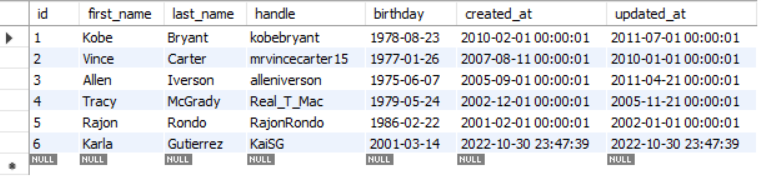 id first_name last_name handle birthday created_at updated_at
1 Kobe Bryant kobebryant 1978-08-23 2010-02-01 00:00:01 2011-07-01 00:00:01
2 Vince Carter mrvincecarter15 1977-01-26 2007-08-11 00:00:01 2010-01-01 00:00:01
3 Allen Iverson alleniverson 1975-06-07 2005-09-01 00:00:01 2011-04-21 00:00:01
4 Tracy McGrady Real_T_Mac 1979-05-24 2002-12-01 00:00:01 2005-11-21 00:00:01
5 Rajon Rondo RajonRondo 1986-02-22 2001-02-01 00:00:01 2002-01-01 00:00:01
6 Karla Gutierrez KaiSG 2001-03-14 2022-10-30 23:47:39 2022-10-30 23:47:39
NULL NULL NULL NULL NULL NULL NULL